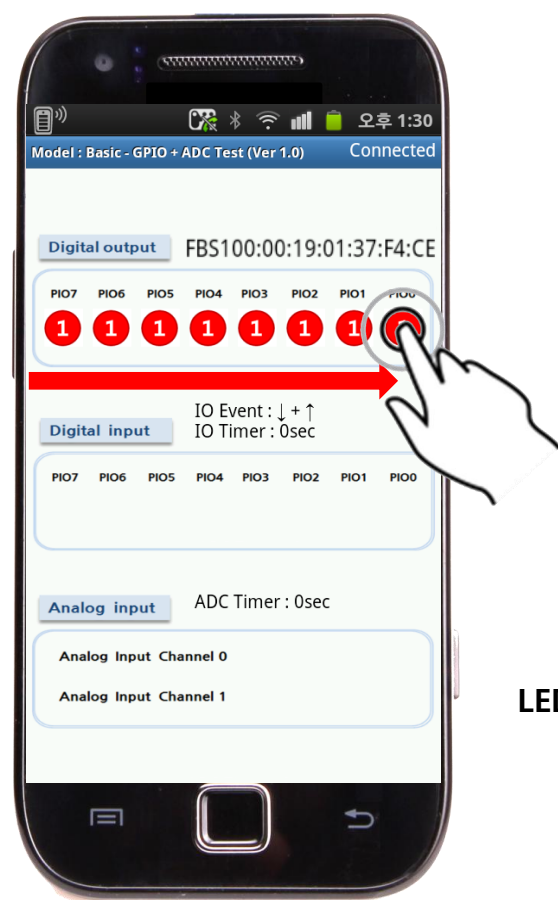 오후 1:30
Model : Basic - GPIO + ADC Test (Ver 1.0) Connected
Digital output FBS100:00:19:01:37:F4:CE
PIO7 PIO6 PIO5 PIO4 PIO3 PIO2 PIO1 PIO0
1 1 1 1 1 1 1
IO Event : ↓ + ↑
Digital input IO Timer : 0sec
PIO7 PIO6 PIO5 PIO4 PIO3 PIO2 PIO1 PIO0
Analog input ADC Timer : 0sec
Analog Input Channel 0
Analog Input Channel 1